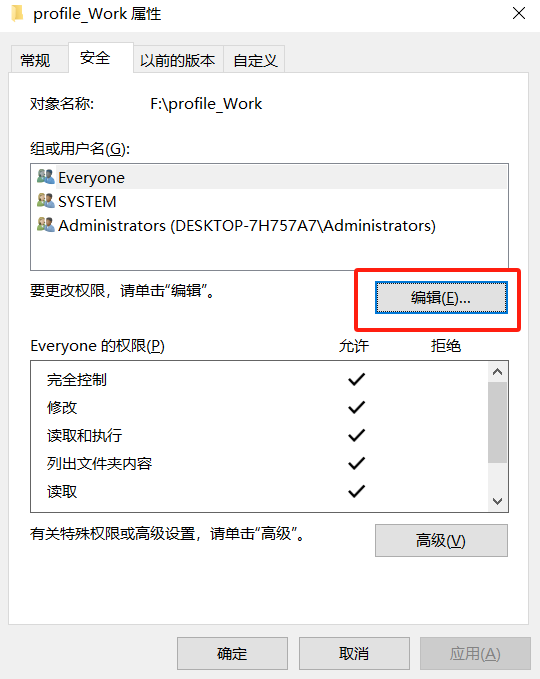 profile_Work 属性
常规 安全 以前的版本 自定义
对象名称: F:\profile_Work
组或用户名(G):
Everyone
SYSTEM
Administrators (DESKTOP-7H757A7\Administrators)
要更改权限，请单击“编辑”。
编辑(E)...
Everyone 的权限(P) 允许 拒绝
完全控制
修改
读取和执行
列出文件夹内容
读取
有关特殊权限或高级设置，请单击“高级”。
高级(V)
确定 取消 应用(A)